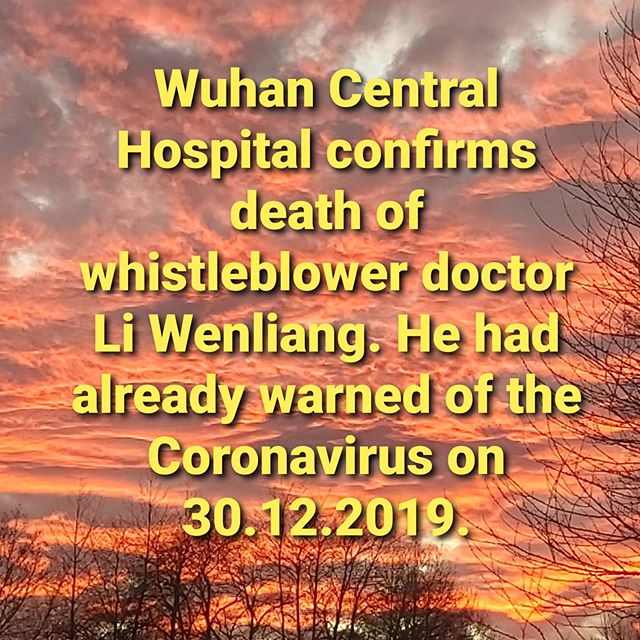 Wuhan Central
Hospital confirms
death of
whistleblower doctor
Li Wenliang. He had
already warned of the
Coronavirus on
30.12.2019.